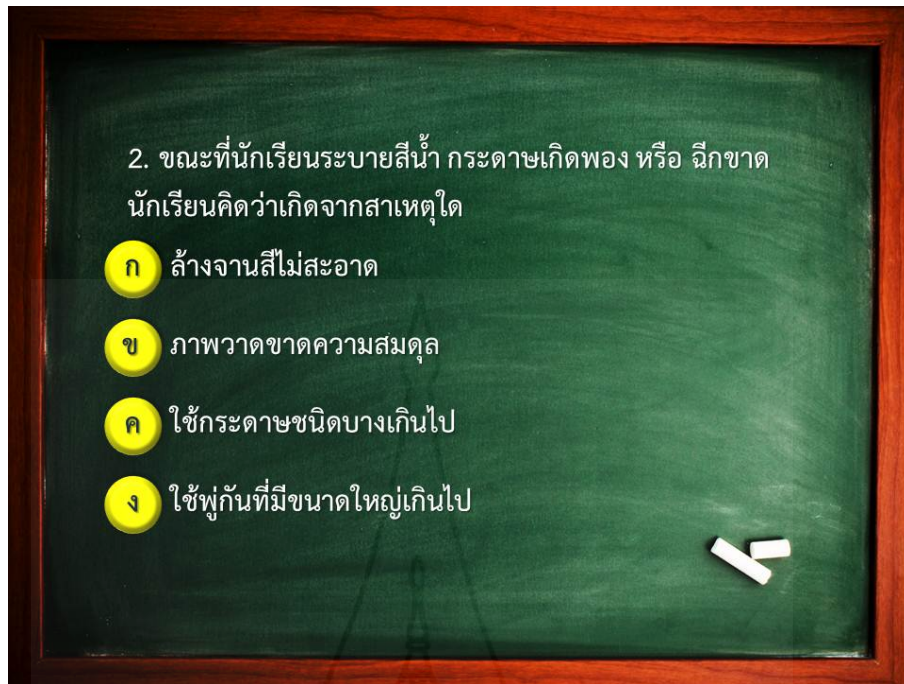 2. ขณะที่นักเรียนระบายสีน้ำ กระดาษเกิดพอง หรือ ฉีกขาด
นักเรียนคิดว่าเกิดจากสาเหตุใด
ก ล้างจานสีไม่สะอาด
ข ภาพวาดขาดความสมดุล
ค ใช้กระดาษชนิดบางเกินไป
ง ใช้พู่กันที่มีขนาดใหญ่เกินไป